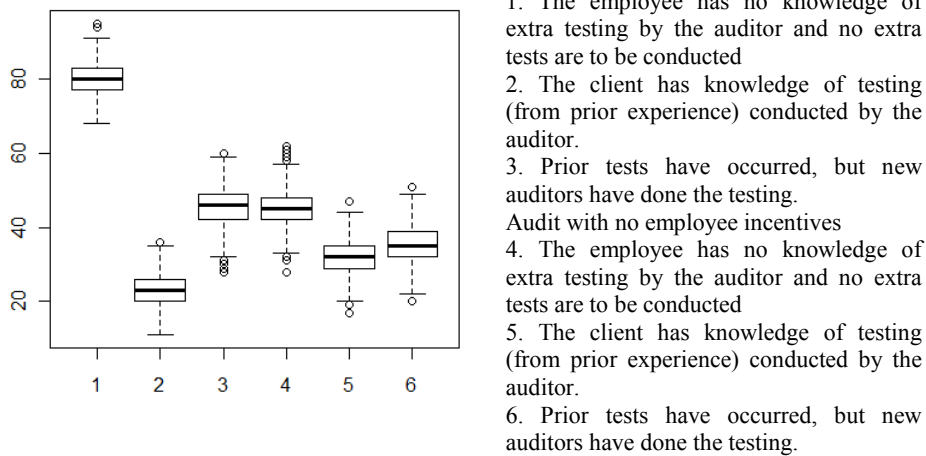 1. The employee has no knowledge of
extra testing by the auditor and no extra
tests are to be conducted
2. The client has knowledge of testing
(from prior experience) conducted by the
auditor.
3. Prior tests have occurred, but new
auditors have done the testing.
Audit with no employee incentives
4. The employee has no knowledge of
extra testing by the auditor and no extra
tests are to be conducted
5. The client has knowledge of testing
(from prior experience) conducted by the
auditor.
6. Prior tests have occurred, but new
auditors have done the testing.
80
60
40
20
1 2 3 4 5 6